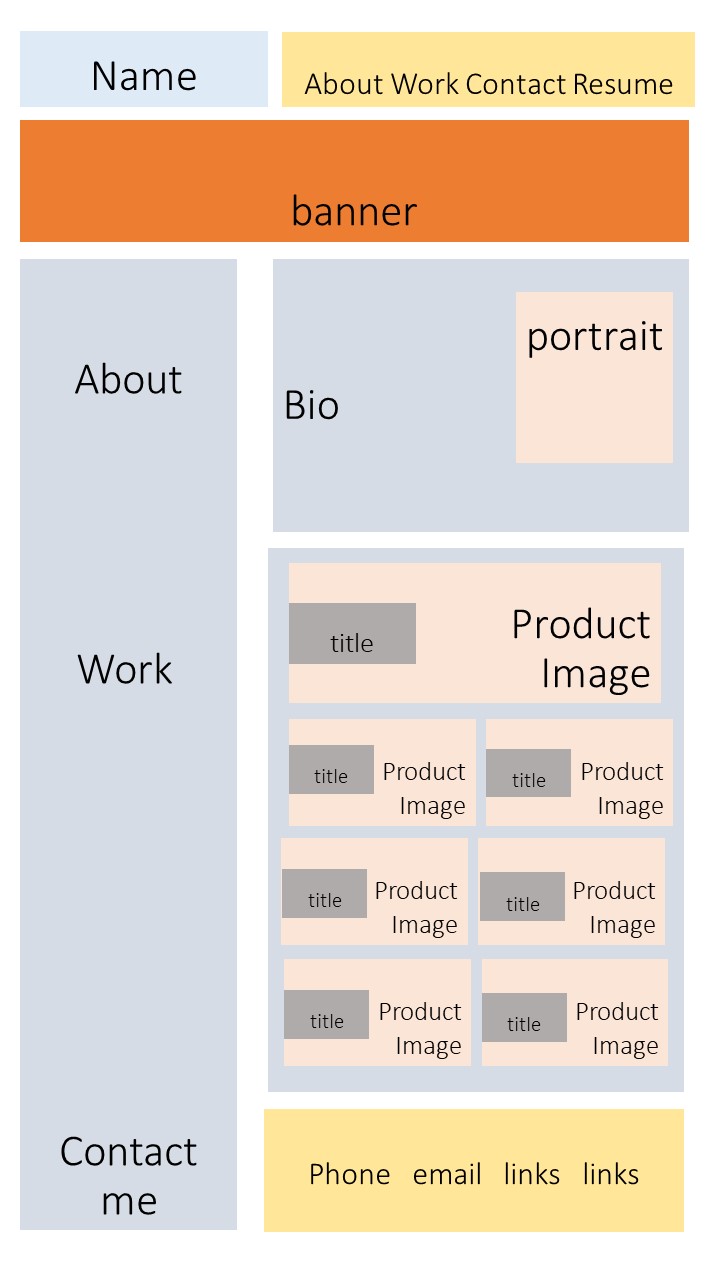 Name
About Work Contact Resume
banner
About
Bio
portrait
Work
title
Product
Image
title
Product
Image
title
Product
Image
title
Product
Image
title
Product
Image
title
Product
Image
title
Product
Image
Contact
me
Phone email links links